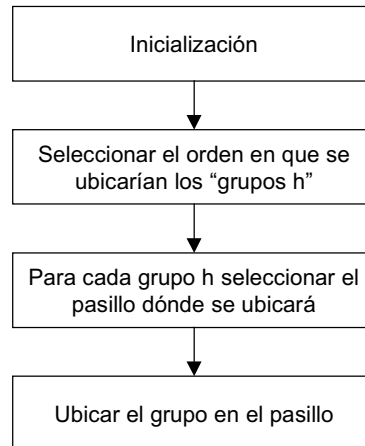 Inicialización
Seleccionar el orden en que se
ubicarían los “grupos h”
Para cada grupo h seleccionar el
pasillo dónde se ubicará
Ubicar el grupo en el pasillo